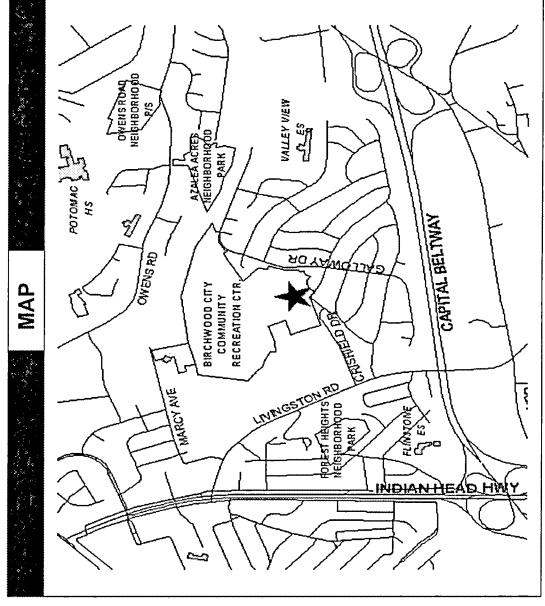 MAP
POTOMAC
HS
OWENS ROAD
NEIGHBORHOOD
P/S
AZALEA ACRES
NEIGHBORHOOD
PARK
VALLEY VIEW
ES
OWENS RD
BIRCHWOOD CITY
COMMUNITY
RECREATION CTR.
GALLOWAY DR
MARCY AVE
CRISFIELD DR
LIVINGSTON RD
FOREST HEIGHTS
NEIGHBORHOOD
PARK
FLINTSTONE
ES
CAPITAL BELTWAY
INDIAN HEAD HWY